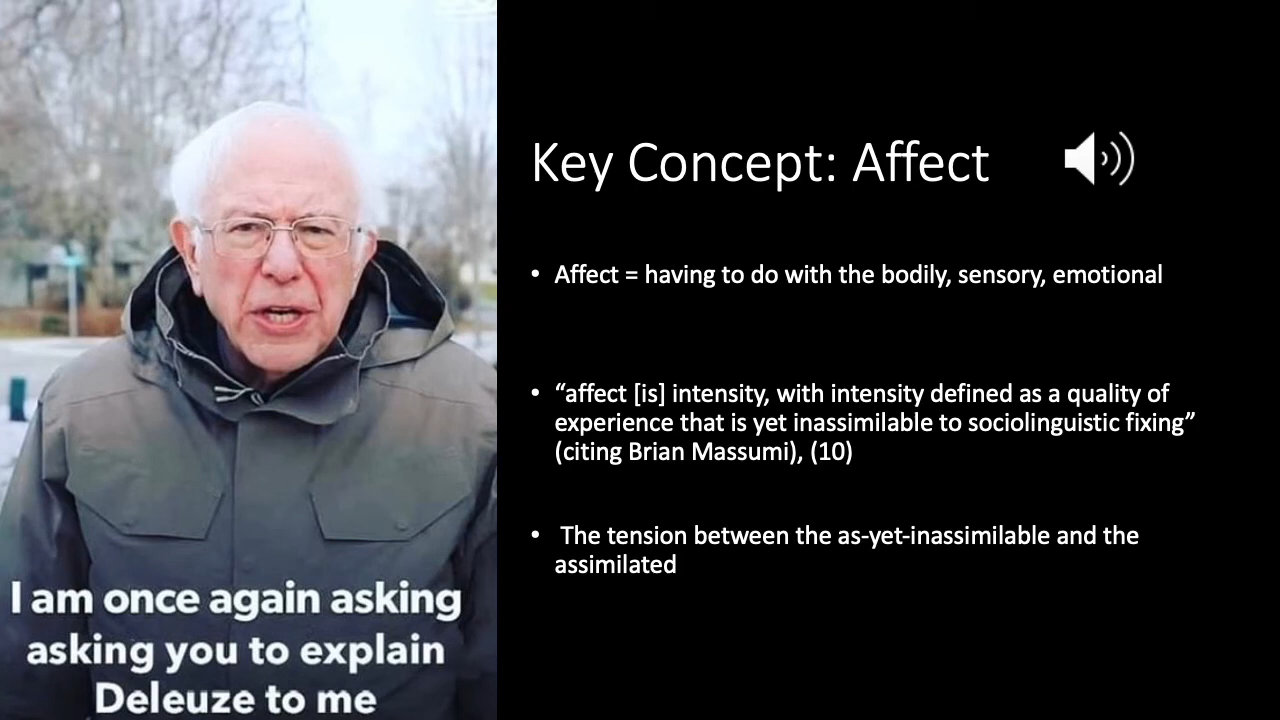 Key Concept: Affect
• Affect = having to do with the bodily, sensory, emotional
• “affect [is] intensity, with intensity defined as a quality of
experience that is yet inassimilable to sociolinguistic fixing”
(citing Brian Massumi), (10)
• The tension between the as-yet-inassimilable and the
assimilated
I am once again asking
asking you to explain
Deleuze to me